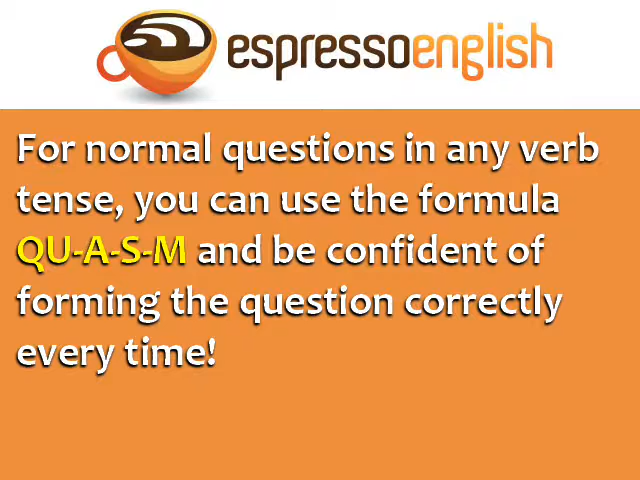 espressoenglish
For normal questions in any verb
tense, you can use the formula
QU-A-S-M and be confident of
forming the question correctly
every time!